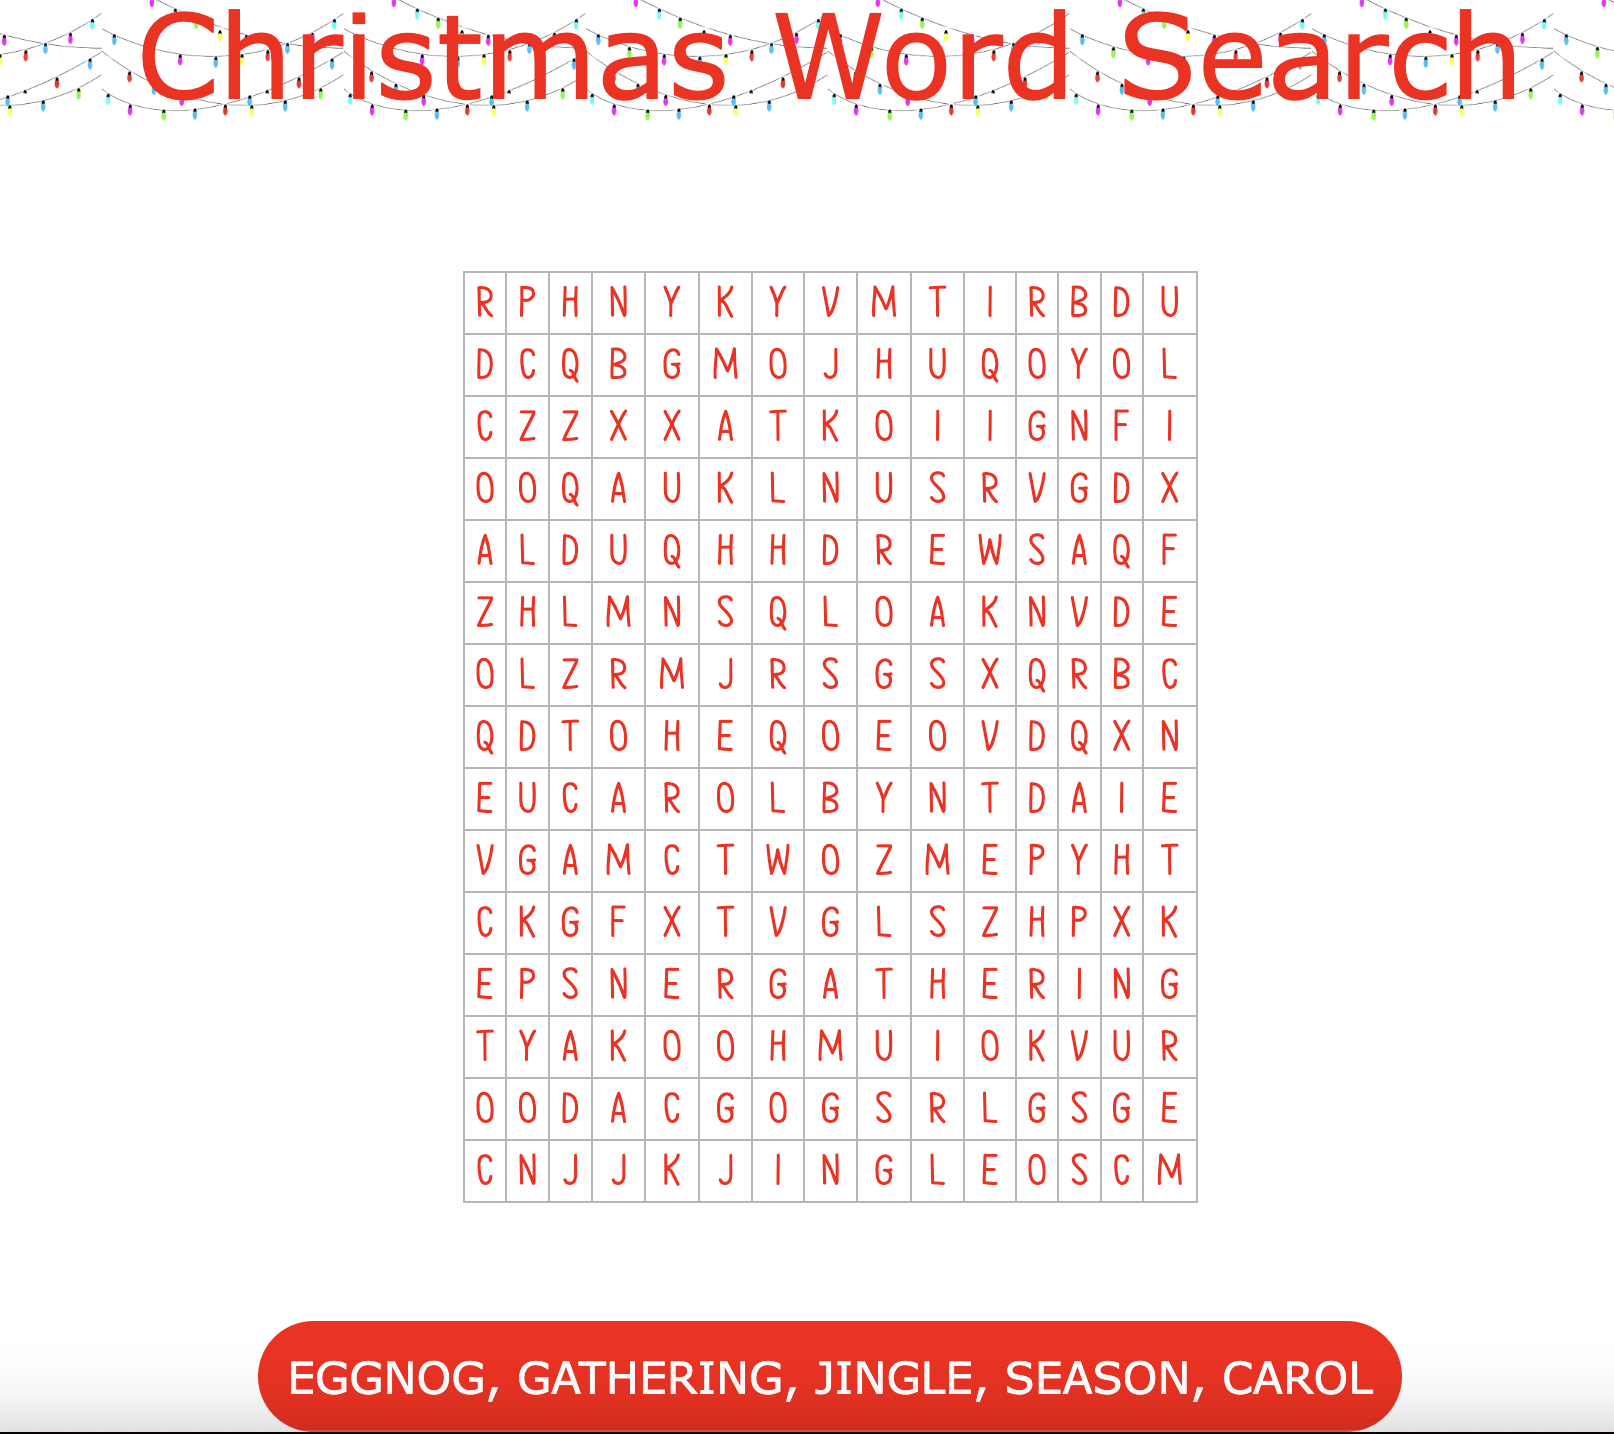 Christmas Word Search
R P H N Y K Y V M T I R B D U
D C Q B G M O J H U Q O Y O L
C Z Z X X A T K O I I G N F I
O O Q A U K L N U S R V G D X
A L D U Q H H D R E W S A Q F
Z H L M N S Q L O A K N V D E
O L Z R M J R S G S X Q R B C
Q D T O H E Q O E O V D Q X N
E U C A R O L B Y N T D A I E
V G A M C T W O Z M E P Y H T
C K G F X T V G L S Z H P X K
E P S N E R G A T H E R I N G
T Y A K O O H M U I O K V U R
O O D A C G O G S R L G S G E
C N J J K J I N G L E O S C M
EGGNOG, GATHERING, JINGLE, SEASON, CAROL